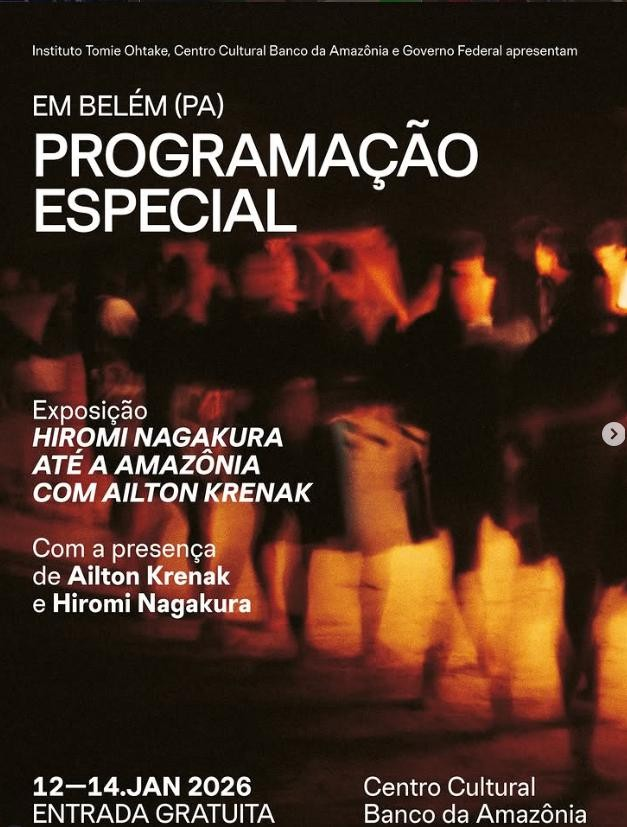 Instituto Tomie Ohtake, Centro Cultural Banco da Amazônia e Governo Federal apresentam
EM BELÉM (PA)
PROGRAMAÇÃO
ESPECIAL
Exposição
HIROMI NAGAKURA
ATÉ A AMAZÔNIA
COM AILTON KRENAK
Com a presença
de Ailton Krenak
e Hiromi Nagakura
12—14.JAN 2026
ENTRADA GRATUITA
Centro Cultural
Banco da Amazônia